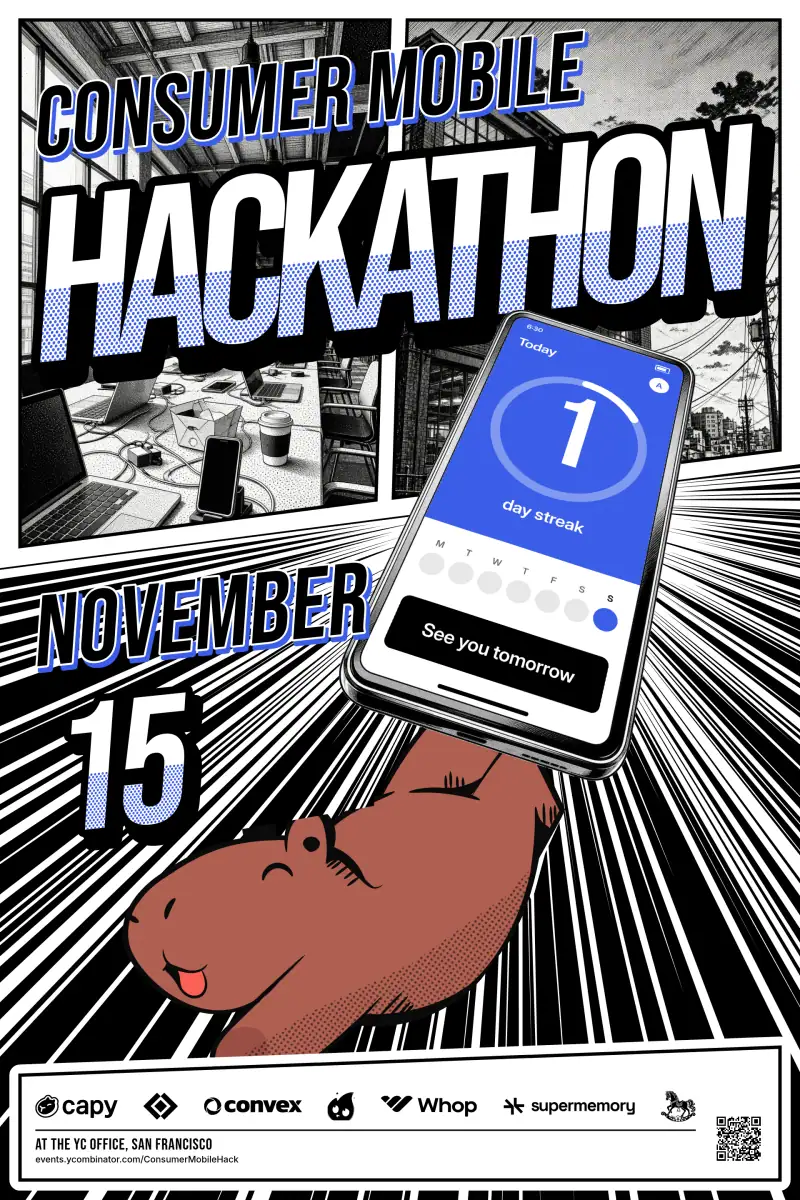 CONSUMER MOBILE
HACKATHON
6:30
Today
A
1
day streak
M T W T F S S
See you tomorrow
NOVEMBER
15
capy
convex
Whop
supermemory
AT THE YC OFFICE, SAN FRANCISCO
events.ycombinator.com/ConsumerMobileHack